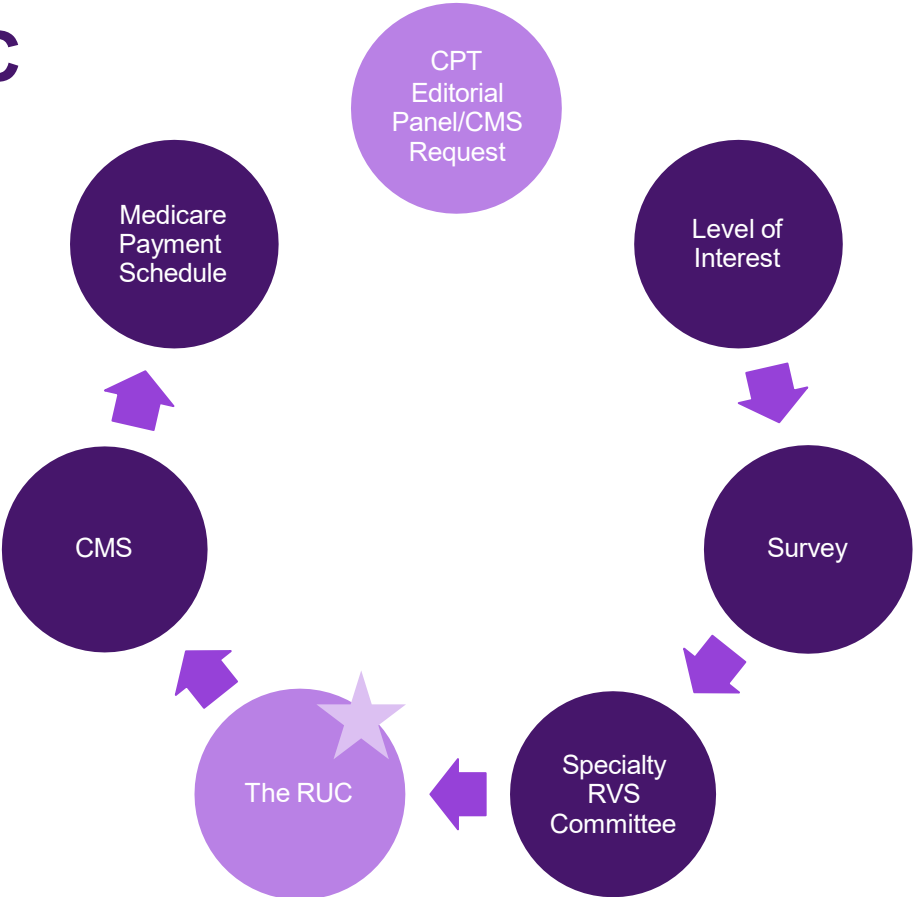 C
CPT
Editorial
Panel/CMS
Request
Level of
Interest
Survey
Specialty
RVS
Committee
The RUC
CMS
Medicare
Payment
Schedule